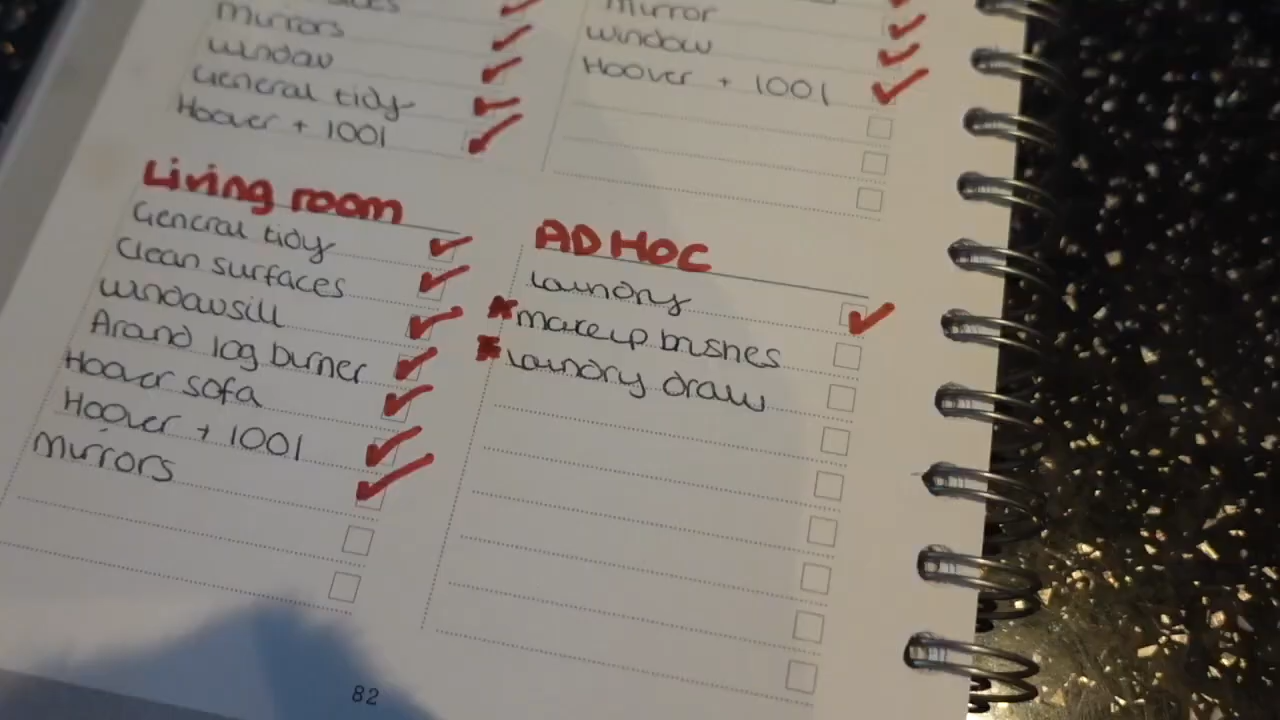 Mirrors
Window
General tidy
Hoover + 1001
Mirror
Window
Hoover + 1001
Living room
General tidy
Clean surfaces
Windowsill
Around log burner
Hoover sofa
Hoover + 1001
Mirrors
AD HOC
Laundry
makeup brushes
Laundry draw
82